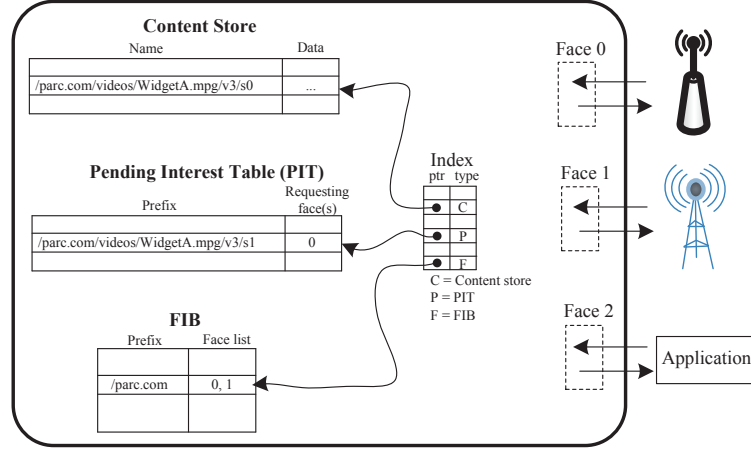 Content Store
Name Data
/parc.com/videos/WidgetA.mpg/v3/s0 ...
Pending Interest Table (PIT)
Prefix Requesting face(s)
/parc.com/videos/WidgetA.mpg/v3/s1 0
FIB
Prefix Face list
/parc.com 0, 1
Index
ptr type
C
P
F
C = Content store
P = PIT
F = FIB
Face 0
Face 1
Face 2
Application